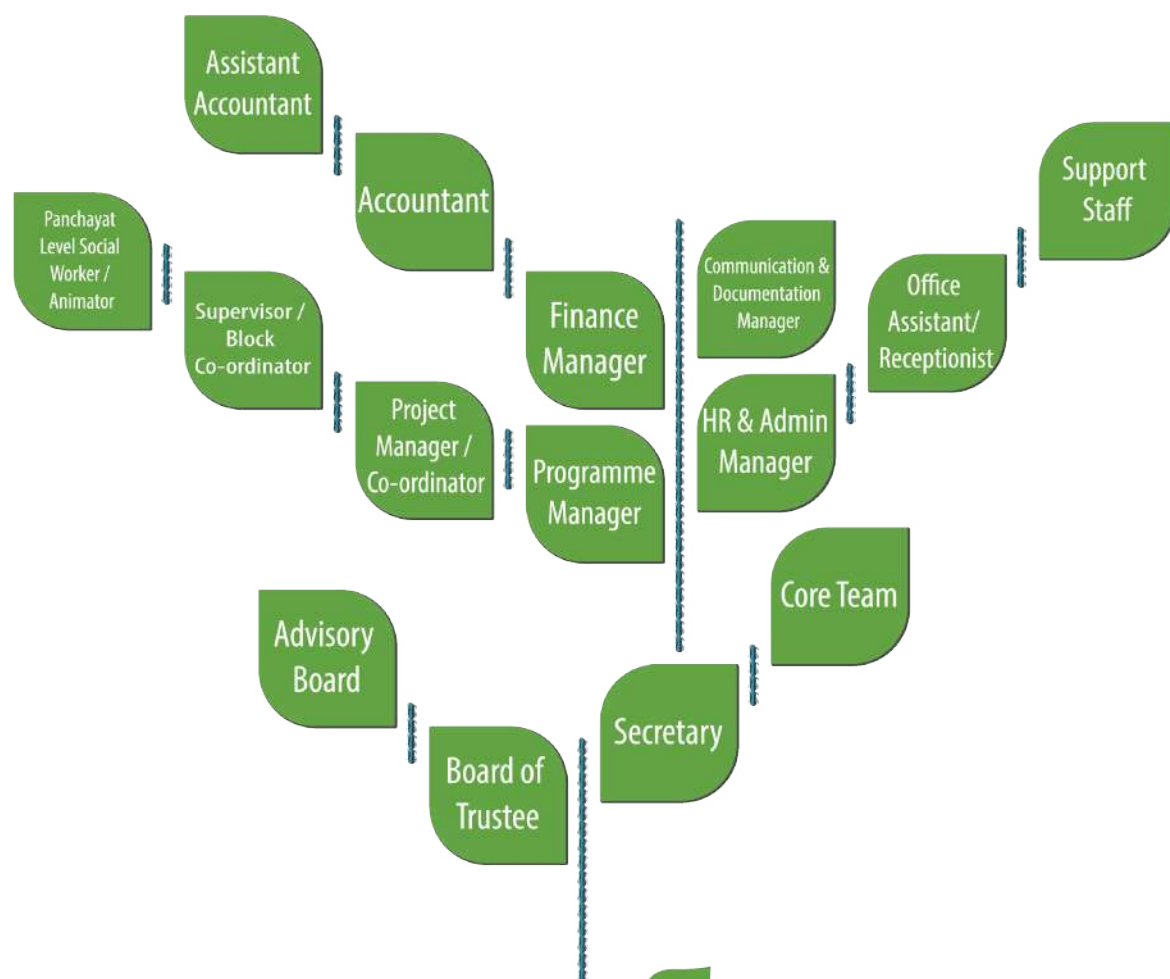 Assistant
Accountant
Accountant
Support
Staff
Panchayat
Level Social
Worker /
Animator
Communication &
Documentation
Manager
Office
Assistant/
Receptionist
Supervisor /
Block
Co-ordinator
Finance
Manager
Project
Manager /
Co-ordinator
HR & Admin
Manager
Programme
Manager
Core Team
Advisory
Board
Secretary
Board of
Trustee